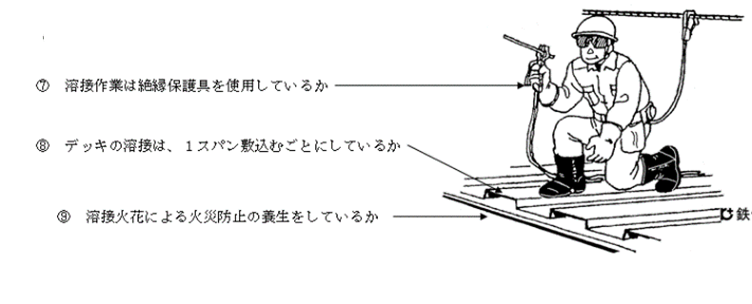 ⑦ 溶接作業は絶縁保護具を使用しているか
⑧ デッキの溶接は、1スパン敷込むごとにしているか
⑨ 溶接火花による火災防止の養生をしているか
鉄